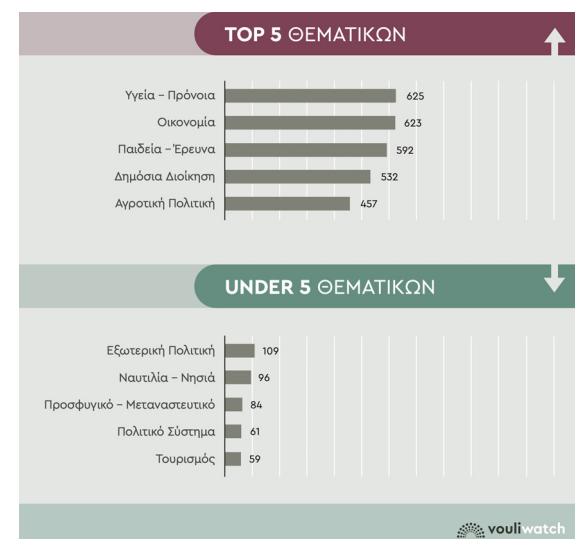 TOP 5 ΘΕΜΑΤΙΚΩΝ
Υγεία – Πρόνοια 625
Οικονομία 623
Παιδεία – Έρευνα 592
Δημόσια Διοίκηση 532
Αγροτική Πολιτική 457
UNDER 5 ΘΕΜΑΤΙΚΩΝ
Εξωτερική Πολιτική 109
Ναυτιλία – Νησιά 96
Προσφυγικό – Μεταναστευτικό 84
Πολιτικό Σύστημα 61
Τουρισμός 59
vouliwatch